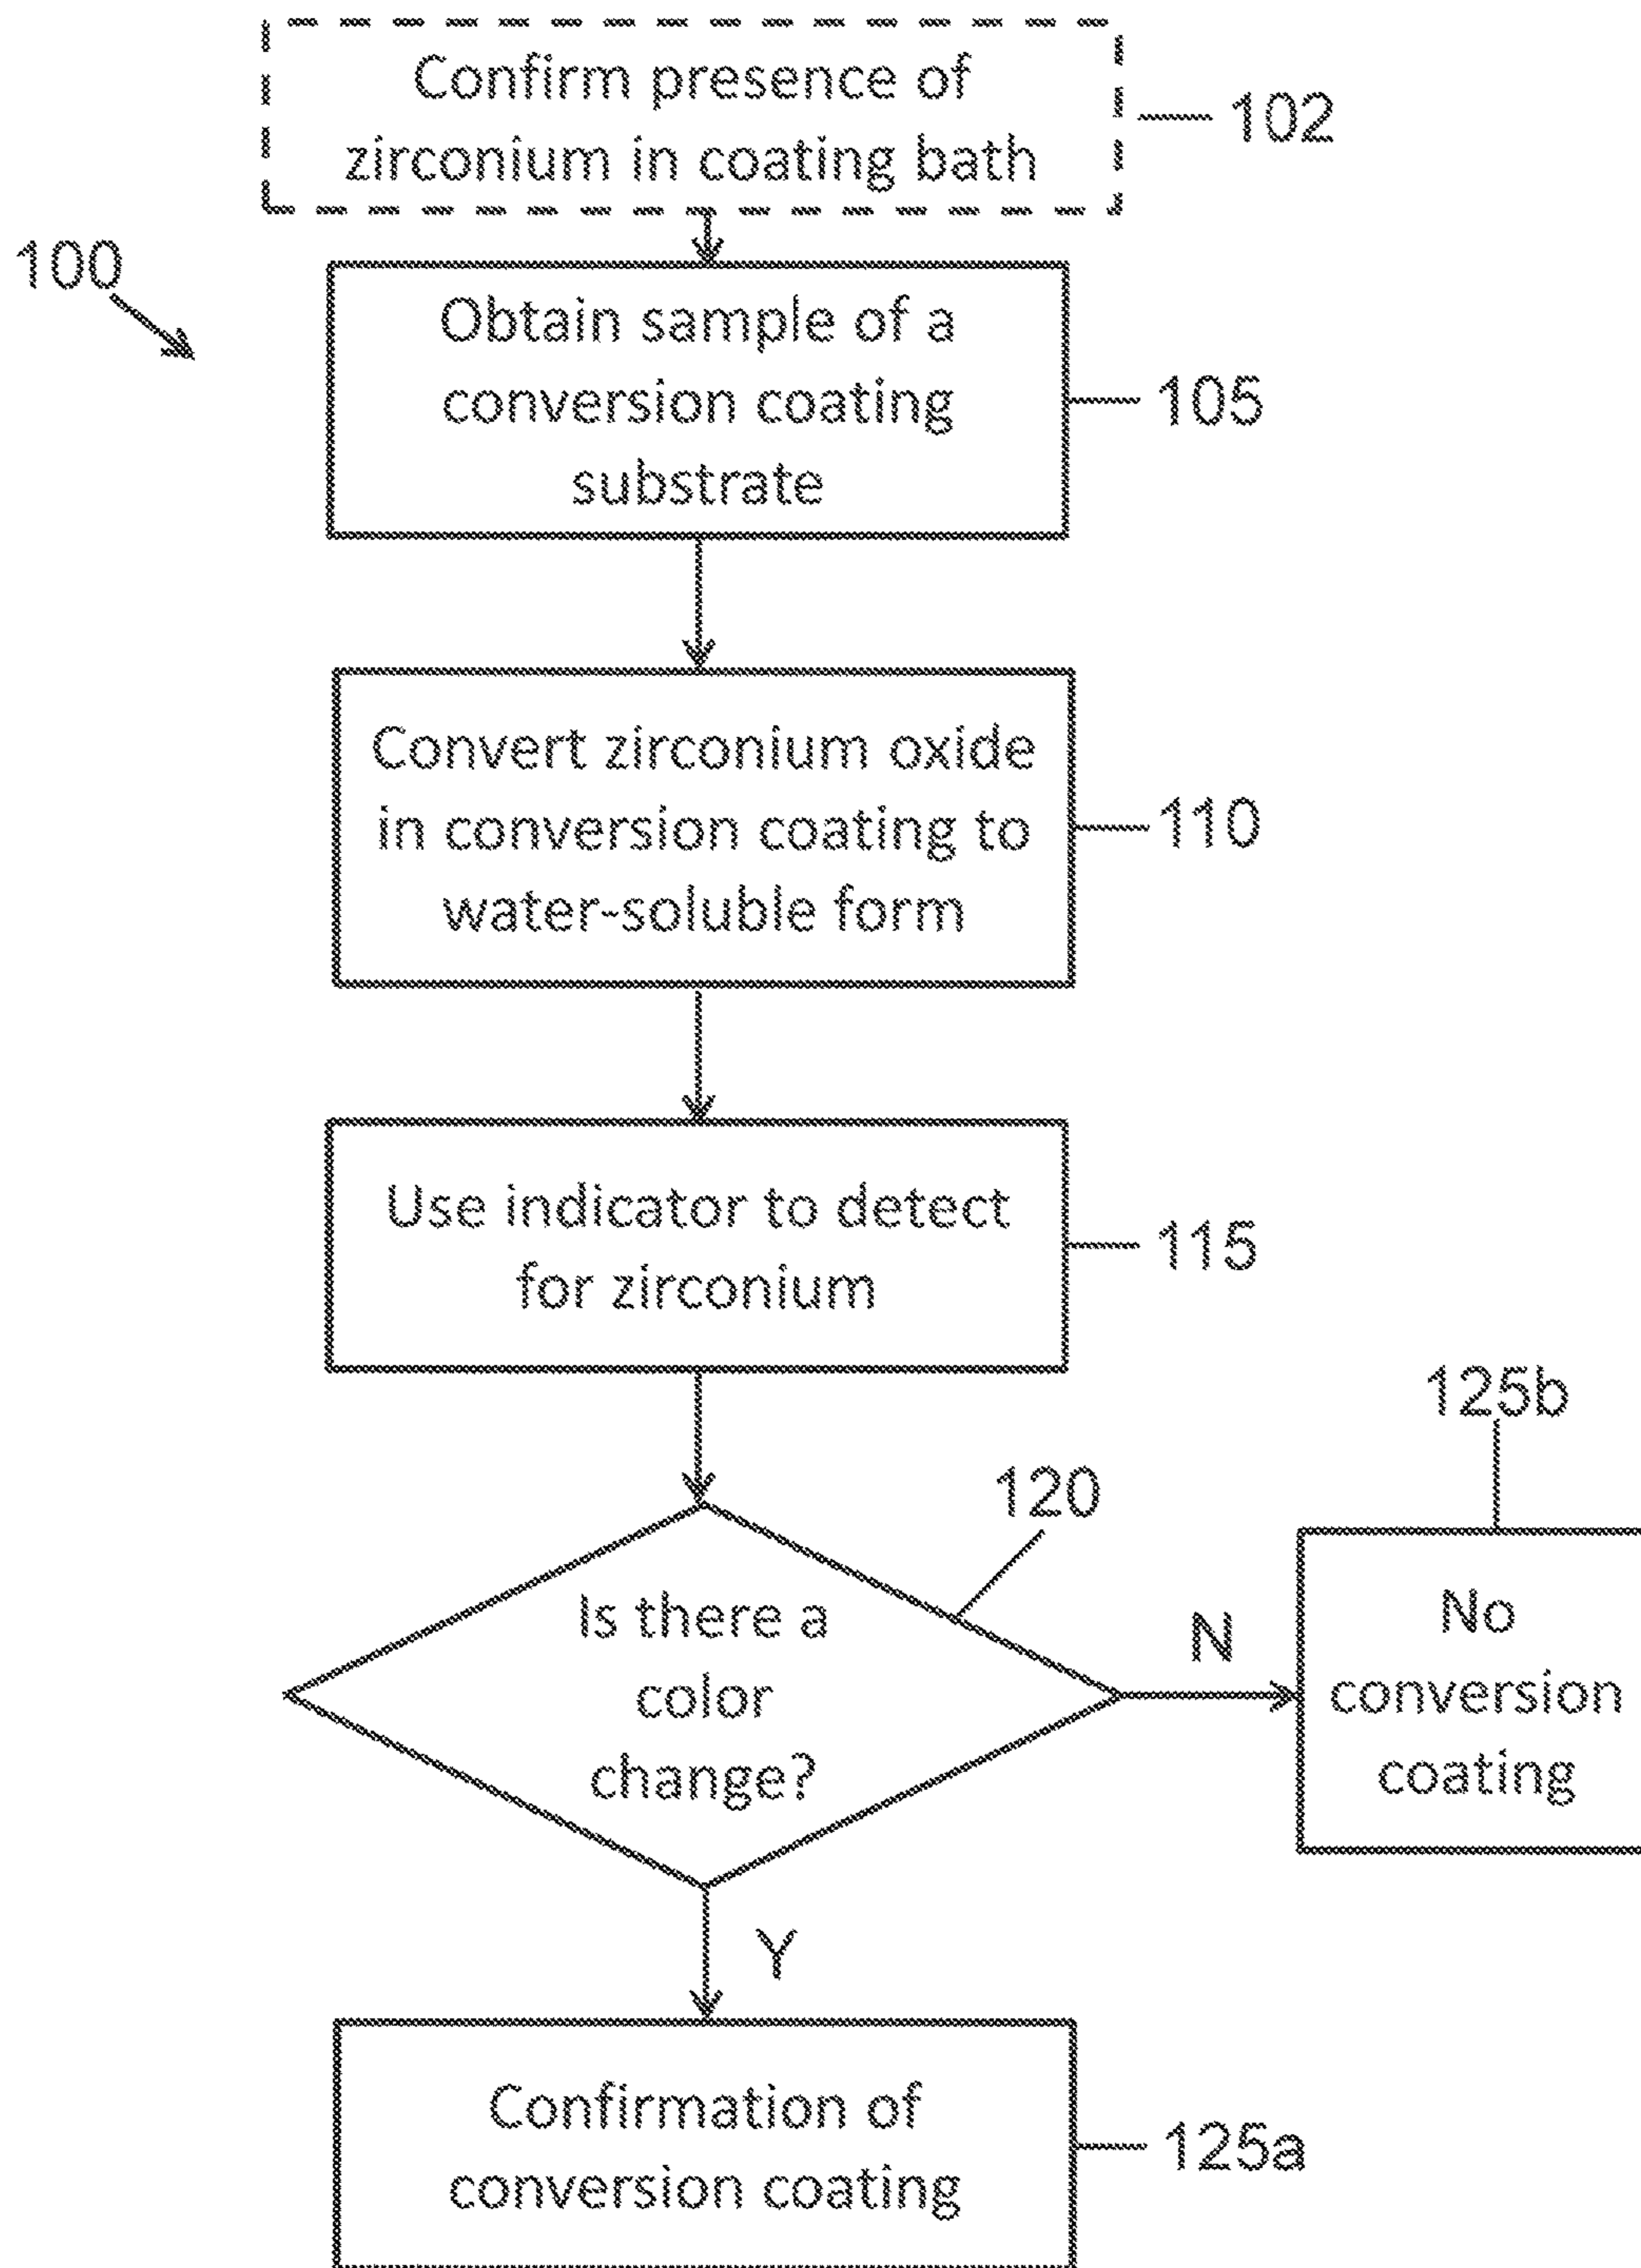 Confirm presence of
zirconium in coating bath
102
100
Obtain sample of a
conversion coating
substrate
105
Convert zirconium oxide
in conversion coating to
water-soluble form
110
Use indicator to detect
for zirconium
115
125b
120
Is there a
color
change?
N
No
conversion
coating
Y
Confirmation of
conversion coating
125a